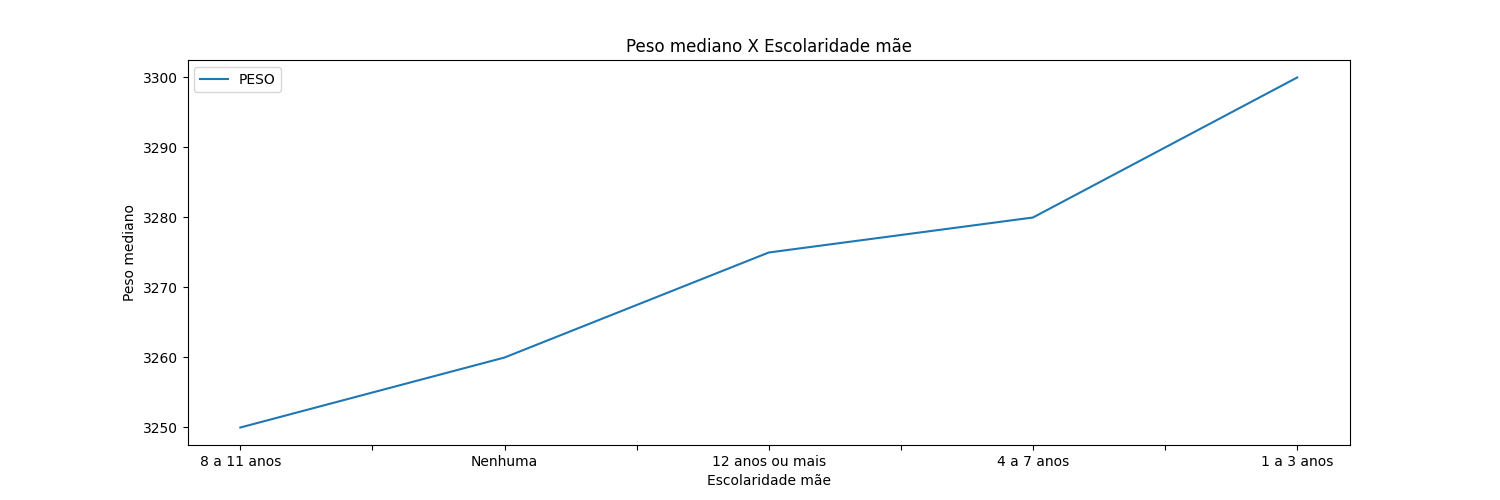 Peso mediano X Escolaridade mãe
PESO
3300
3290
3280
3270
3260
3250
Peso mediano
8 a 11 anos
Nenhuma
12 anos ou mais
4 a 7 anos
1 a 3 anos
Escolaridade mãe